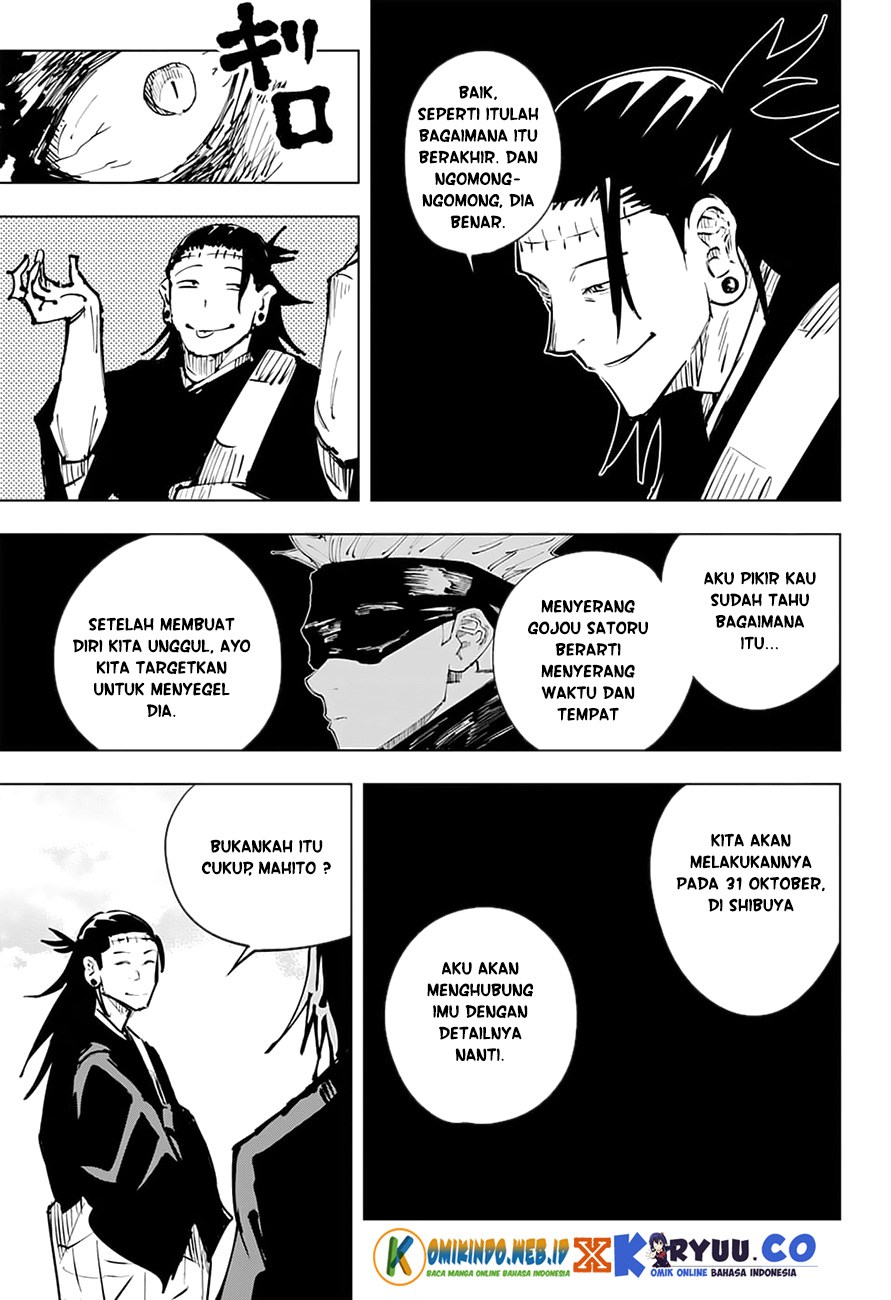 BAIK,
SEPERTI ITULAH
BAGAIMANA ITU
BERAKHIR. DAN
NGOMONG-
NGOMONG, DIA
BENAR.
ギロ
AKU PIKIR KAU
SUDAH TAHU
BAGAIMANA
ITU...
MENYERANG
GOJOU SATORU
BERARTI
MENYERANG
WAKTU DAN
TEMPAT
SETELAH MEMBUAT
DIRI KITA UNGGUL, AYO
KITA TARGETKAN
UNTUK MENYEGEL
DIA.
KITA AKAN
MELAKUKANNYA
PADA 31 OKTOBER,
DI SHIBUYA
AKU AKAN
MENGHUBUNG
IMU DENGAN
DETAILNYA
NANTI.
BUKANKAH ITU
CUKUP, MAHITO ?
KOMIKINDO.WEB.ID X KIRYUU.CO
BACA MANGA ONLINE BAHASA INDONESIA
OMIK ONLINE BAHASA INDONESIA